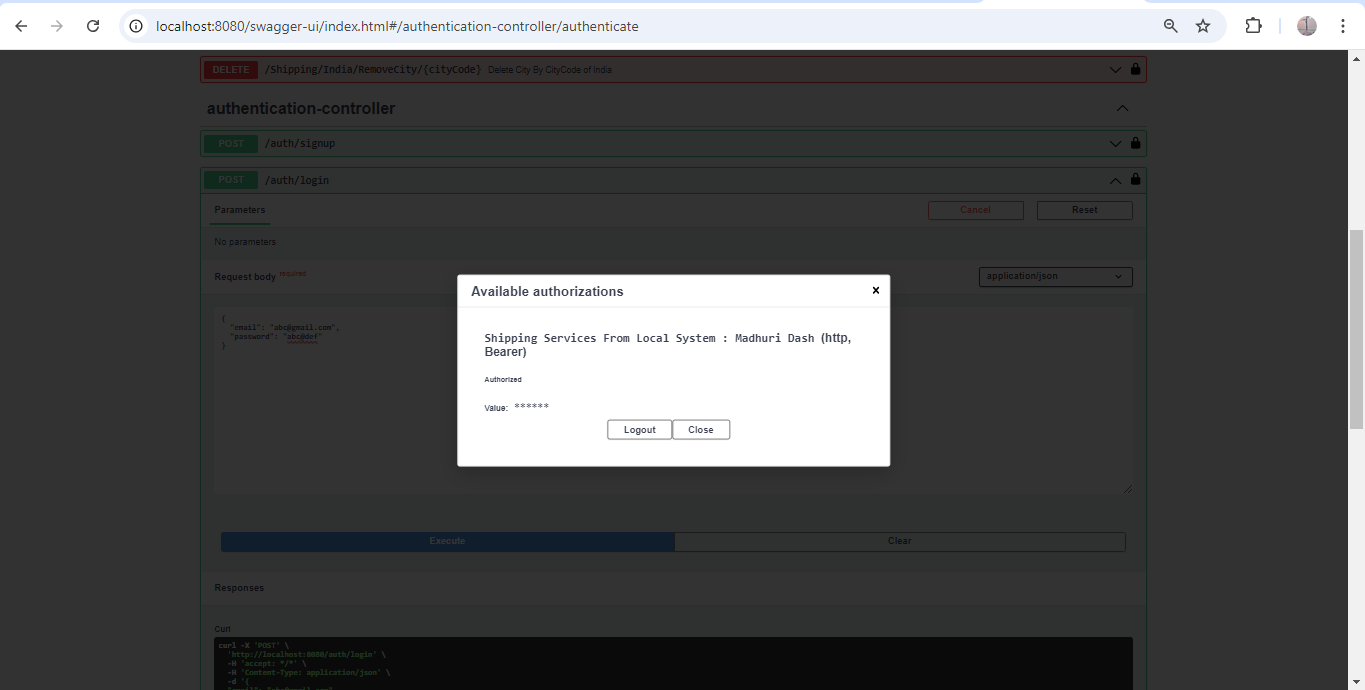 localhost:8080/swagger-ui/index.html#/authentication-controller/authenticate
DELETE /Shipping/India/RemoveCity/{cityCode} Delete City By CityCode of India
authentication-controller
POST /auth/signup
POST /auth/login
Parameters Cancel Reset
No parameters
Request body required application/json
{
"email": "abc@gmail.com",
"password": "abc@def"
}
Available authorizations ×
Shipping Services From Local System : Madhuri Dash (http,
Bearer)
Authorized
Value: ******
Logout Close
Execute Clear
Responses
Curl
curl -X 'POST' \
'http://localhost:8080/auth/login' \
-H 'accept: */*' \
-H 'Content-Type: application/json' \
-d '{